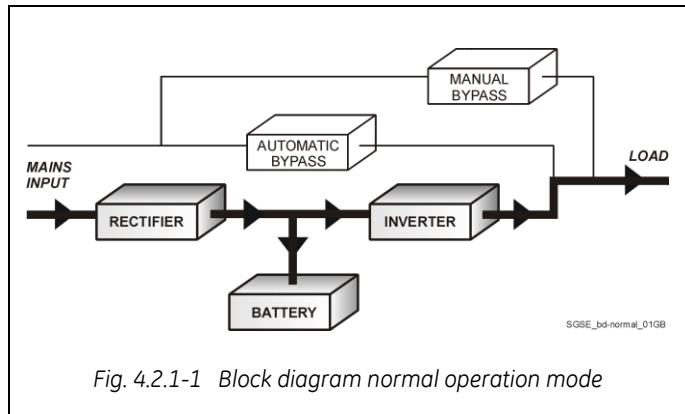 MANUAL
BYPASS
AUTOMATIC
BYPASS
MAINS
INPUT
LOAD
RECTIFIER
INVERTER
BATTERY
SGSE_bd-normal_01GB
Fig. 4.2.1-1 Block diagram normal operation mode